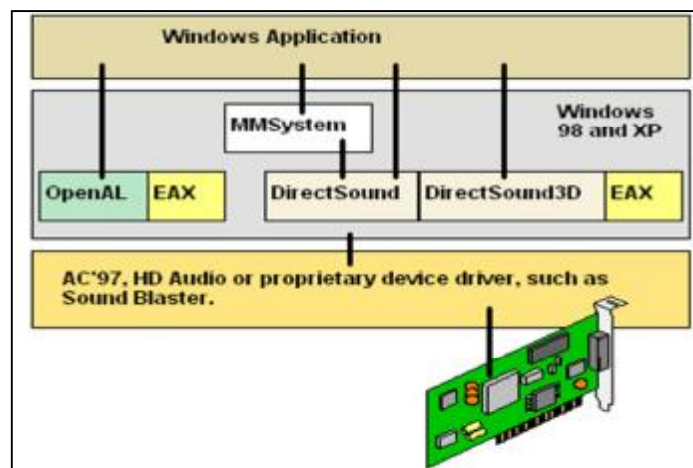 Windows Application
Windows
98 and XP
MMSystem
OpenAL
EAX
DirectSound
DirectSound3D
EAX
AC'97, HD Audio or proprietary device driver, such as
Sound Blaster.